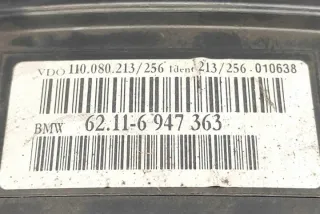 VDO 110.080.213/256 Ident 213/256-010638
BMW 62.11-6 947 363